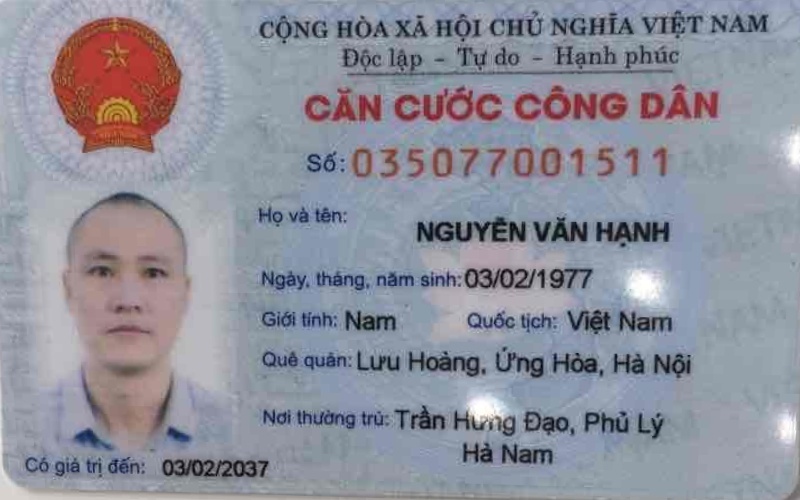 CỘNG HÒA XÃ HỘI CHỦ NGHĨA VIỆT NAM
Độc lập - Tự do - Hạnh phúc
CĂN CƯỚC CÔNG DÂN
Số: 035077001511
Họ và tên:
NGUYỄN VĂN HẠNH
Ngày, tháng, năm sinh: 03/02/1977
Giới tính: Nam Quốc tịch: Việt Nam
Quê quán: Lưu Hoàng, Ứng Hòa, Hà Nội
Nơi thường trú: Trần Hưng Đạo, Phủ Lý
Hà Nam
Có giá trị đến: 03/02/2037